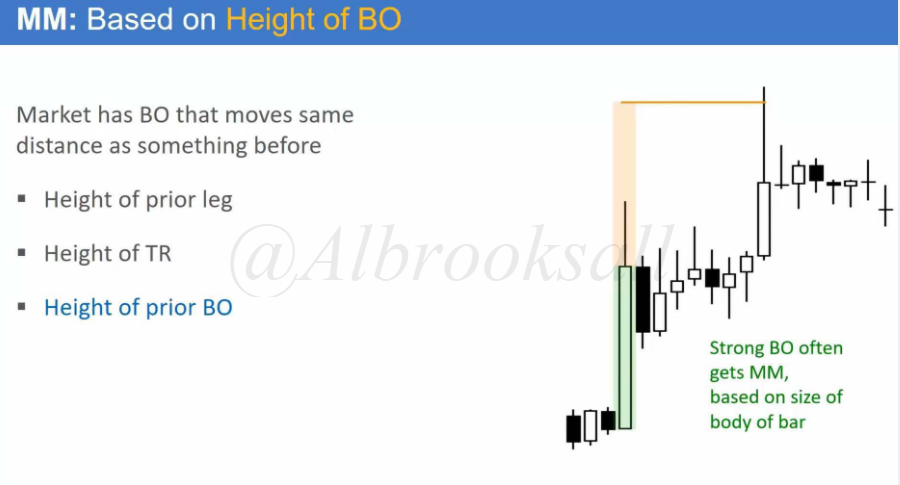 MM: Based on Height of BO
Market has BO that moves same
distance as something before
▪ Height of prior leg
▪ Height of TR
▪ Height of prior BO
@Albrooksall
Strong BO often
gets MM,
based on size of
body of bar